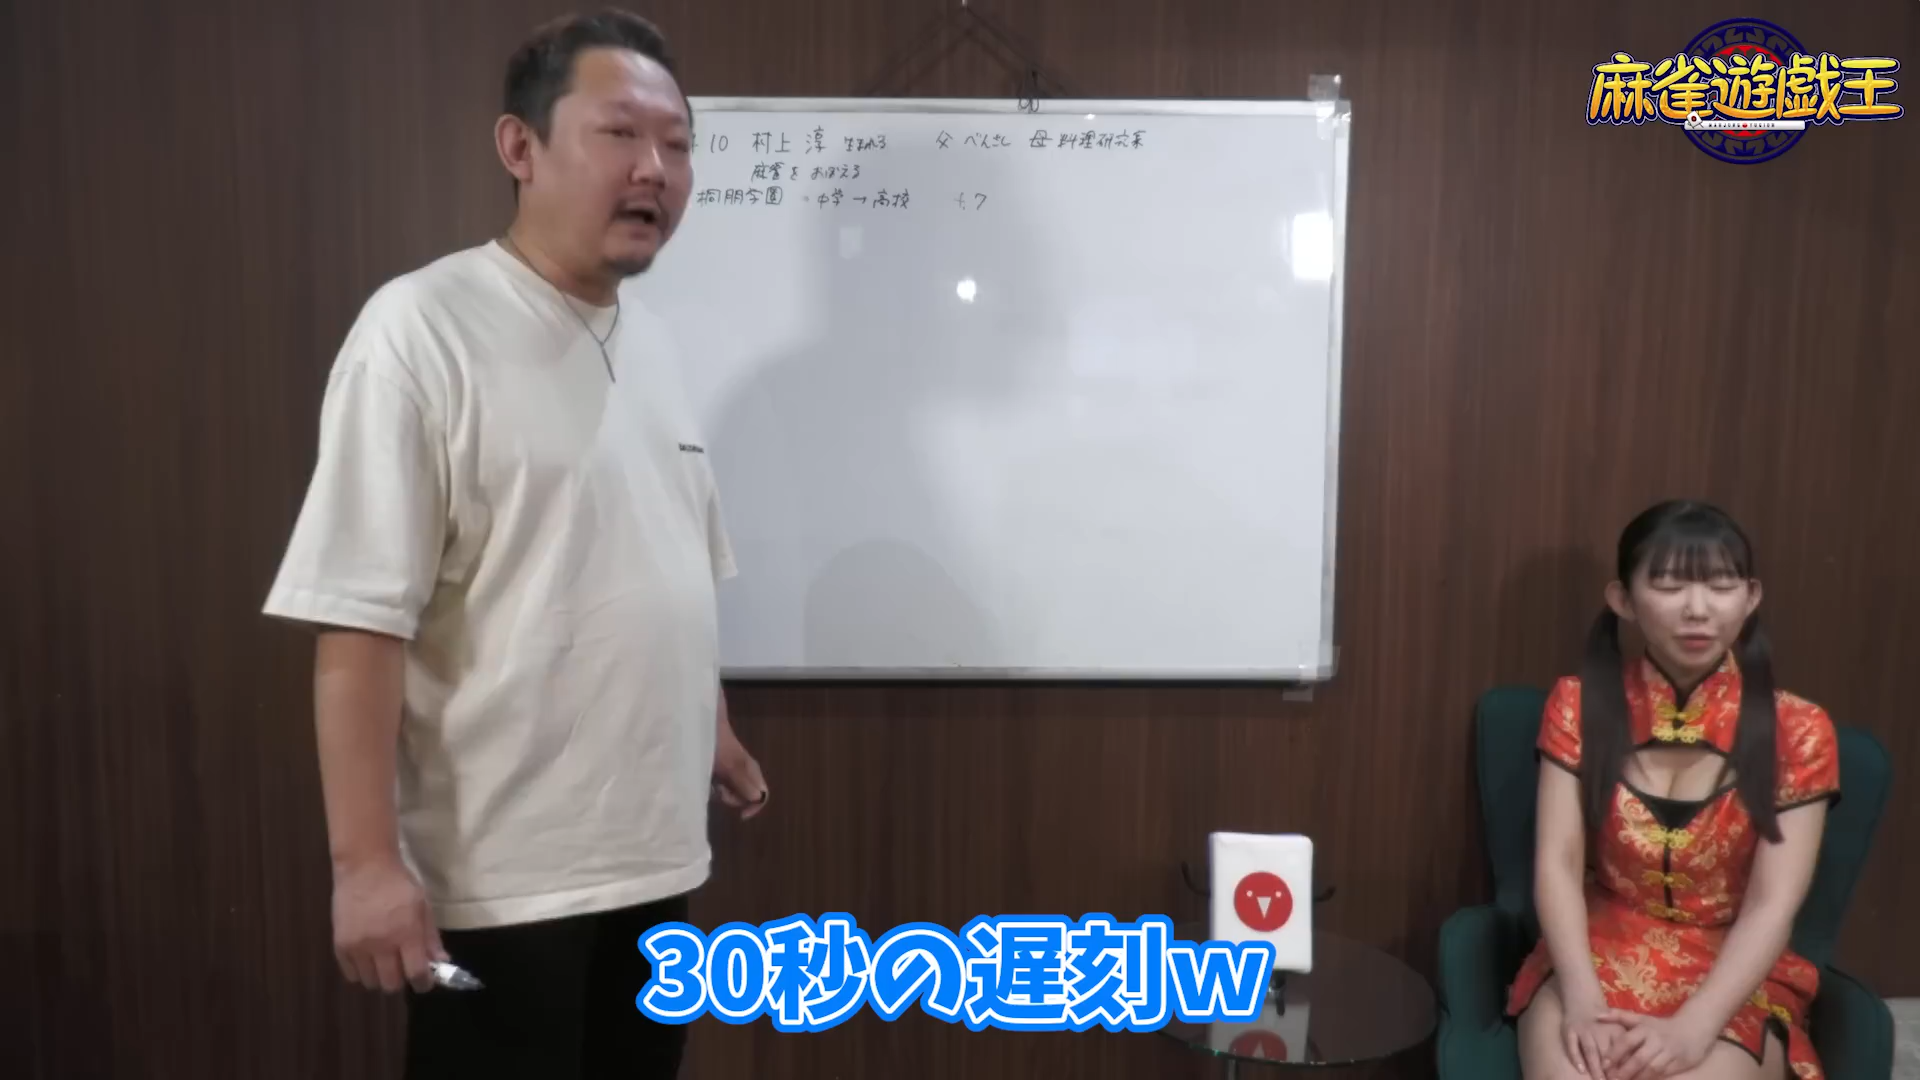 麻雀遊戯王
10 村上 淳 生まれる 父 べんごし 母 料理研究家
麻雀を おぼえる
桐朋学園 ・中学→高校
30秒の遅刻w